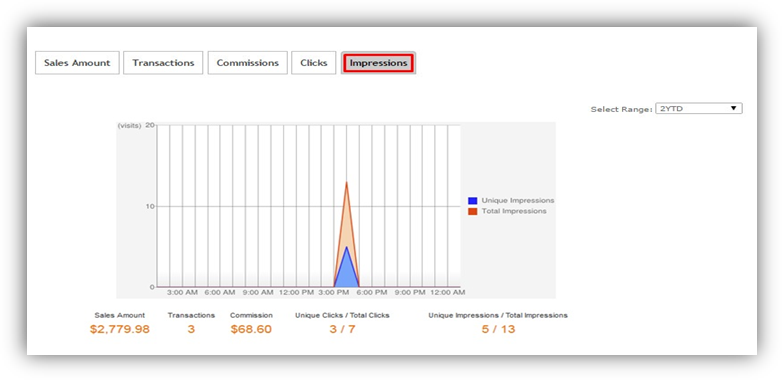 Sales Amount Transactions Commissions Clicks Impressions
Select Range: 2YTD
(visits) 20
10
0
Unique Impressions
Total Impressions
3:00 AM 6:00 AM 9:00 AM 12:00 PM 3:00 PM 6:00 PM 9:00 PM 12:00 AM
Sales Amount Transactions Commission Unique Clicks / Total Clicks Unique Impressions / Total Impressions
$2,779.98 3 $68.60 3 / 7 5 / 13